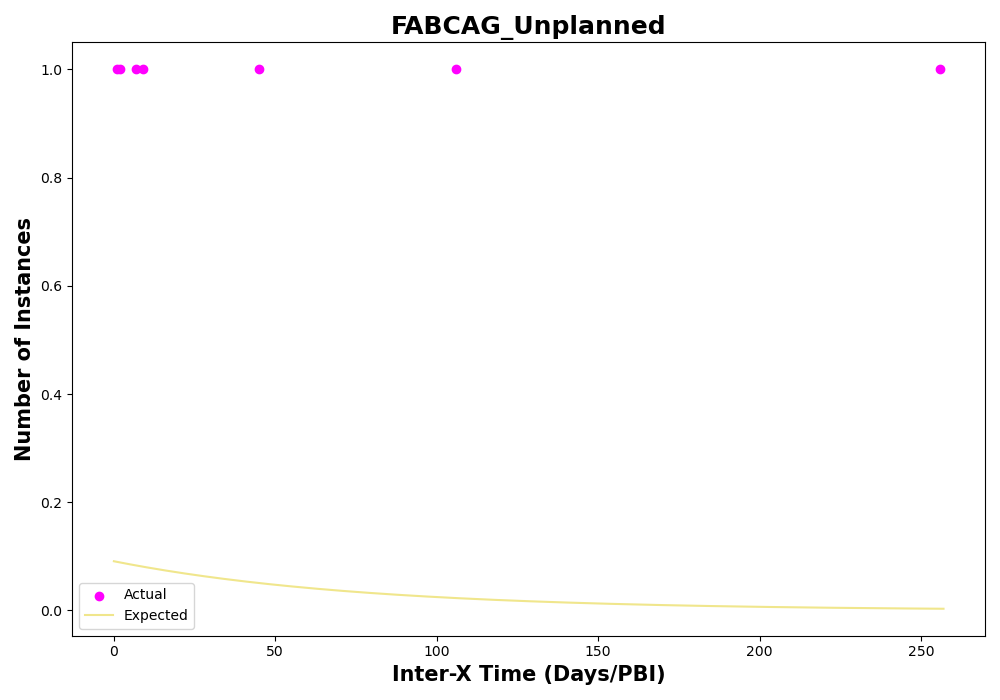 FABCAG_Unplanned
Number of Instances
1.0
0.8
0.6
0.4
0.2
0.0
Actual
Expected
0 50 100 150 200 250
Inter-X Time (Days/PBI)